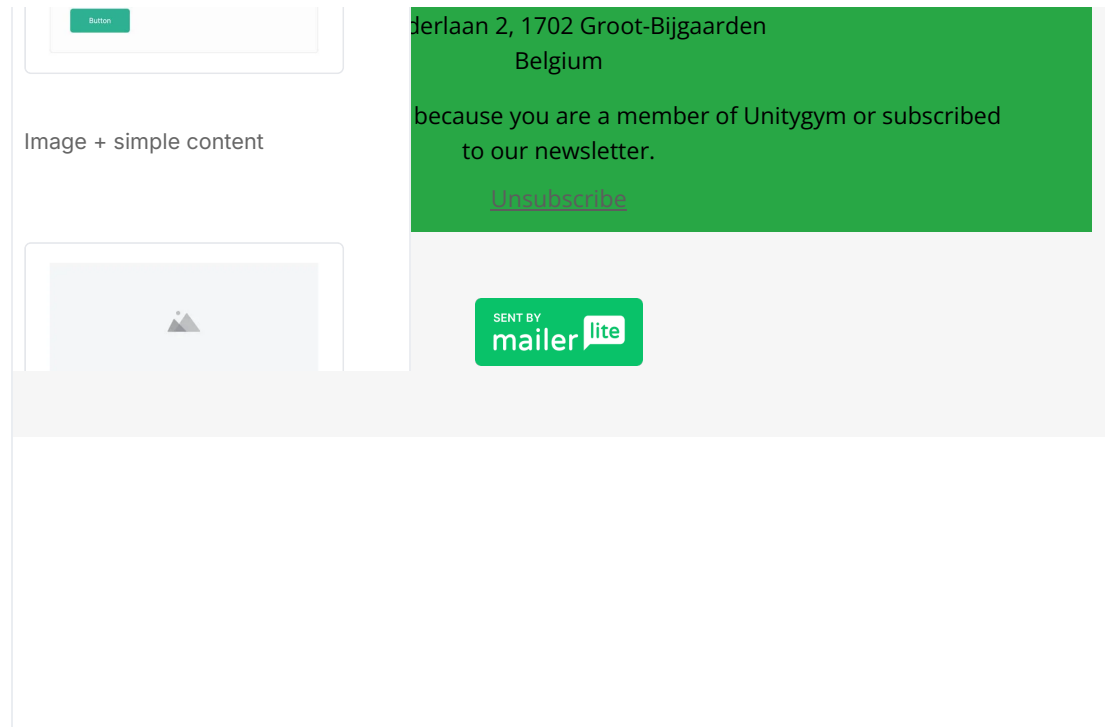 Button
Image + simple content
derlaan 2, 1702 Groot-Bijgaarden
Belgium
because you are a member of Unitygym or subscribed
to our newsletter.
Unsubscribe
SENT BY
mailer lite